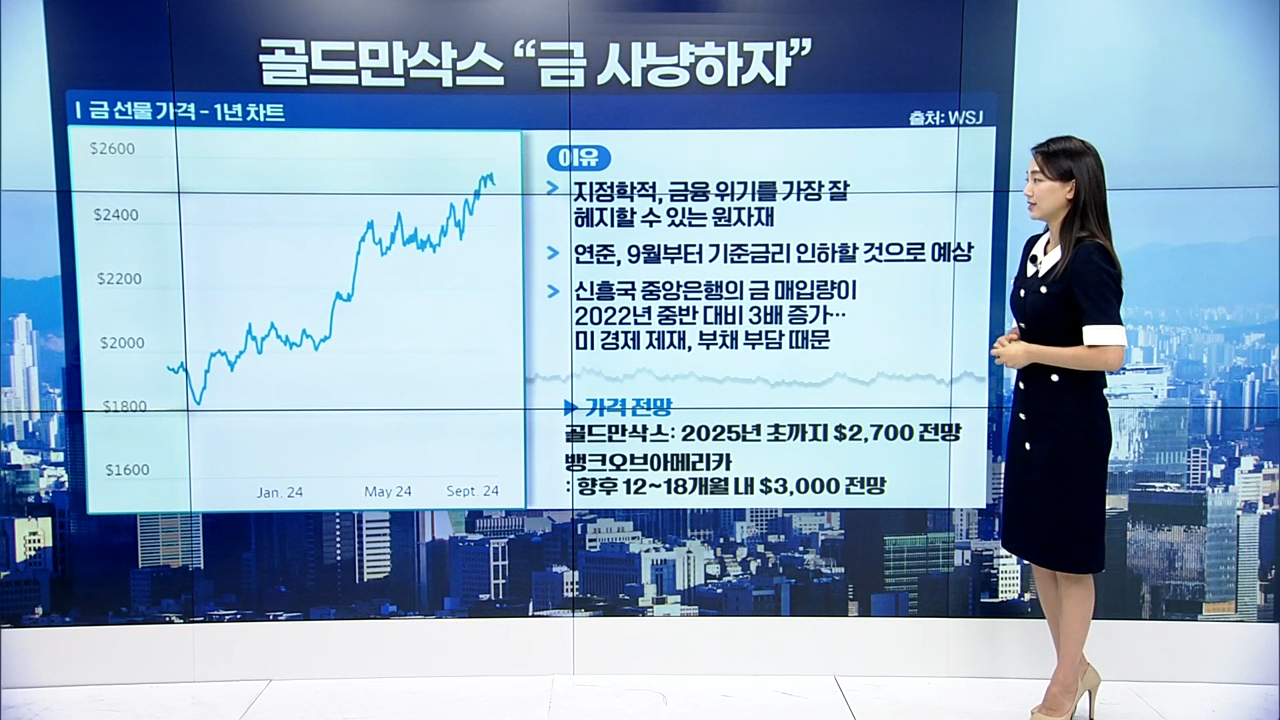 골드만삭스 “금 사냥하자”
금 선물 가격 - 1년 차트
출처: WSJ
$2600
$2400
$2200
$2000
$1800
$1600
Jan. 24
May 24
Sept. 24
이유
지정학적, 금융 위기를 가장 잘
헤지할 수 있는 원자재
연준, 9월부터 기준금리 인하할 것으로 예상
신흥국 중앙은행의 금 매입량이
2022년 중반 대비 3배 증가…
미 경제 제재, 부채 부담 때문
▶ 가격 전망
골드만삭스: 2025년 초까지 $2,700 전망
뱅크오브아메리카
: 향후 12~18개월 내 $3,000 전망